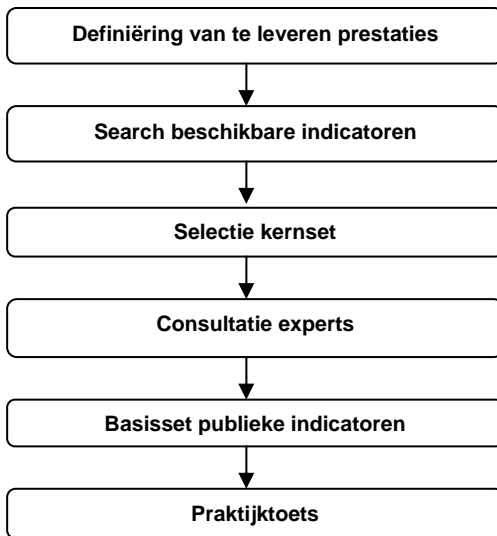 Definiëring van te leveren prestaties
Search beschikbare indicatoren
Selectie kernset
Consultatie experts
Basisset publieke indicatoren
Praktijktoets